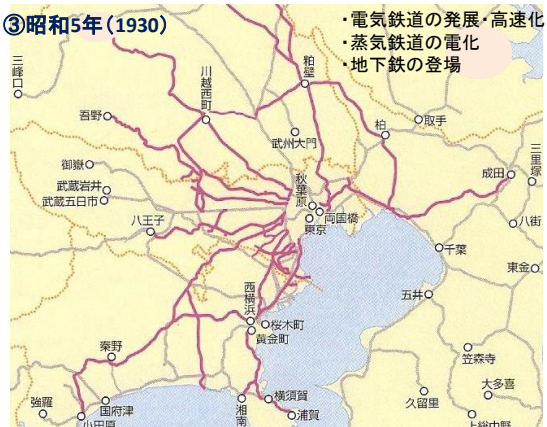 ③昭和5年(1930)
・電気鉄道の発展・高速化
・蒸気鉄道の電化
・地下鉄の登場
三峰口
川越西町
粕壁
吾野
武州大門
柏
取手
三里塚
御嶽
武蔵岩井
武蔵五日市
秋葉原
成田
両国橋
東京
八王子
八街
千葉
東金
西横浜
五井
桜木町
黄金町
秦野
笠森寺
横須賀
大多喜
強羅
国府津
湘南
浦賀
久留里
小田原
上総中野